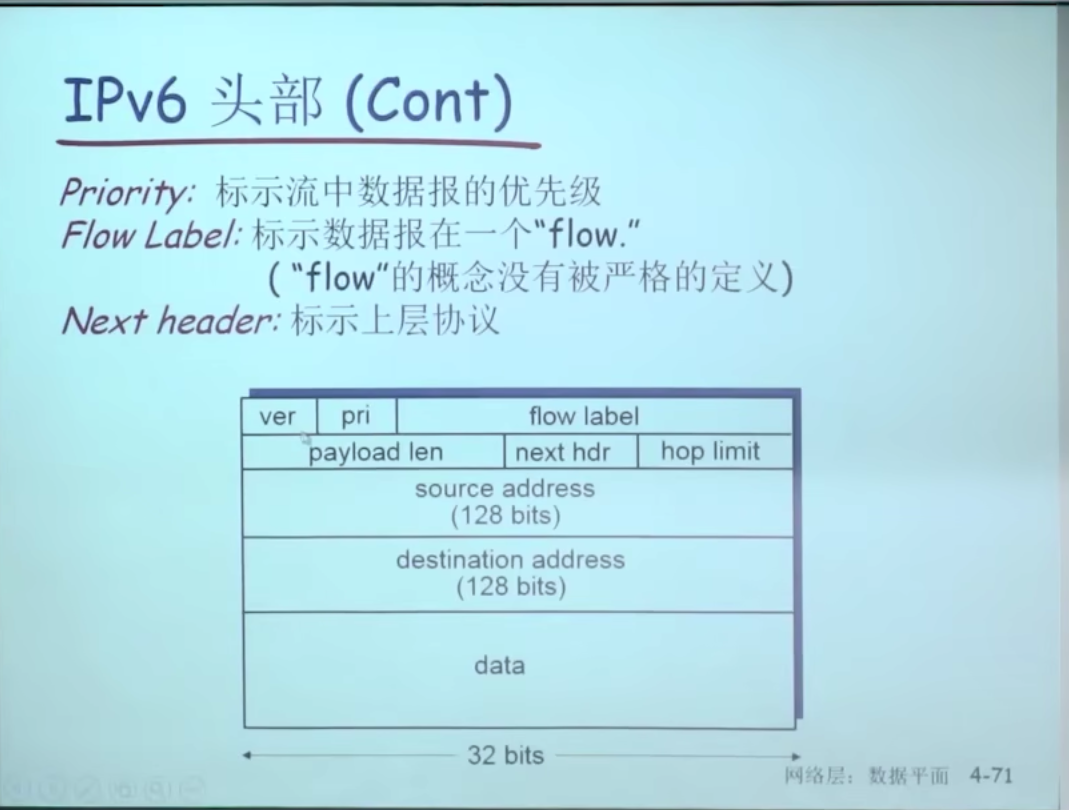 IPv6 头部 (Cont)
Priority: 标示流中数据报的优先级
Flow Label: 标示数据报在一个“flow.”
( “flow”的概念没有被严格的定义)
Next header: 标示上层协议
ver pri flow label
payload len next hdr hop limit
source address
(128 bits)
destination address
(128 bits)
data
32 bits
网络层：数据平面 4-71